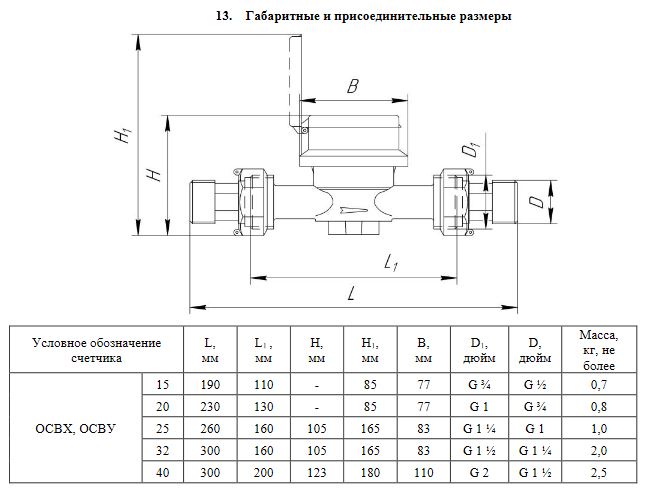 13. Габаритные и присоединительные размеры
B
H₁
H
D₁
D
L₁
L
Условное обозначение счетчика L, мм L₁, мм H, мм H₁, мм B, мм D₁, дюйм D, дюйм Масса, кг, не более
ОСВХ, ОСВУ
15 190 110 - 85 77 G ¾ G ½ 0,7
20 230 130 - 85 77 G 1 G ¾ 0,8
25 260 160 105 165 83 G 1 ¼ G 1 1,0
32 300 160 105 165 83 G 1 ½ G 1 ¼ 2,0
40 300 200 123 180 110 G 2 G 1 ½ 2,5